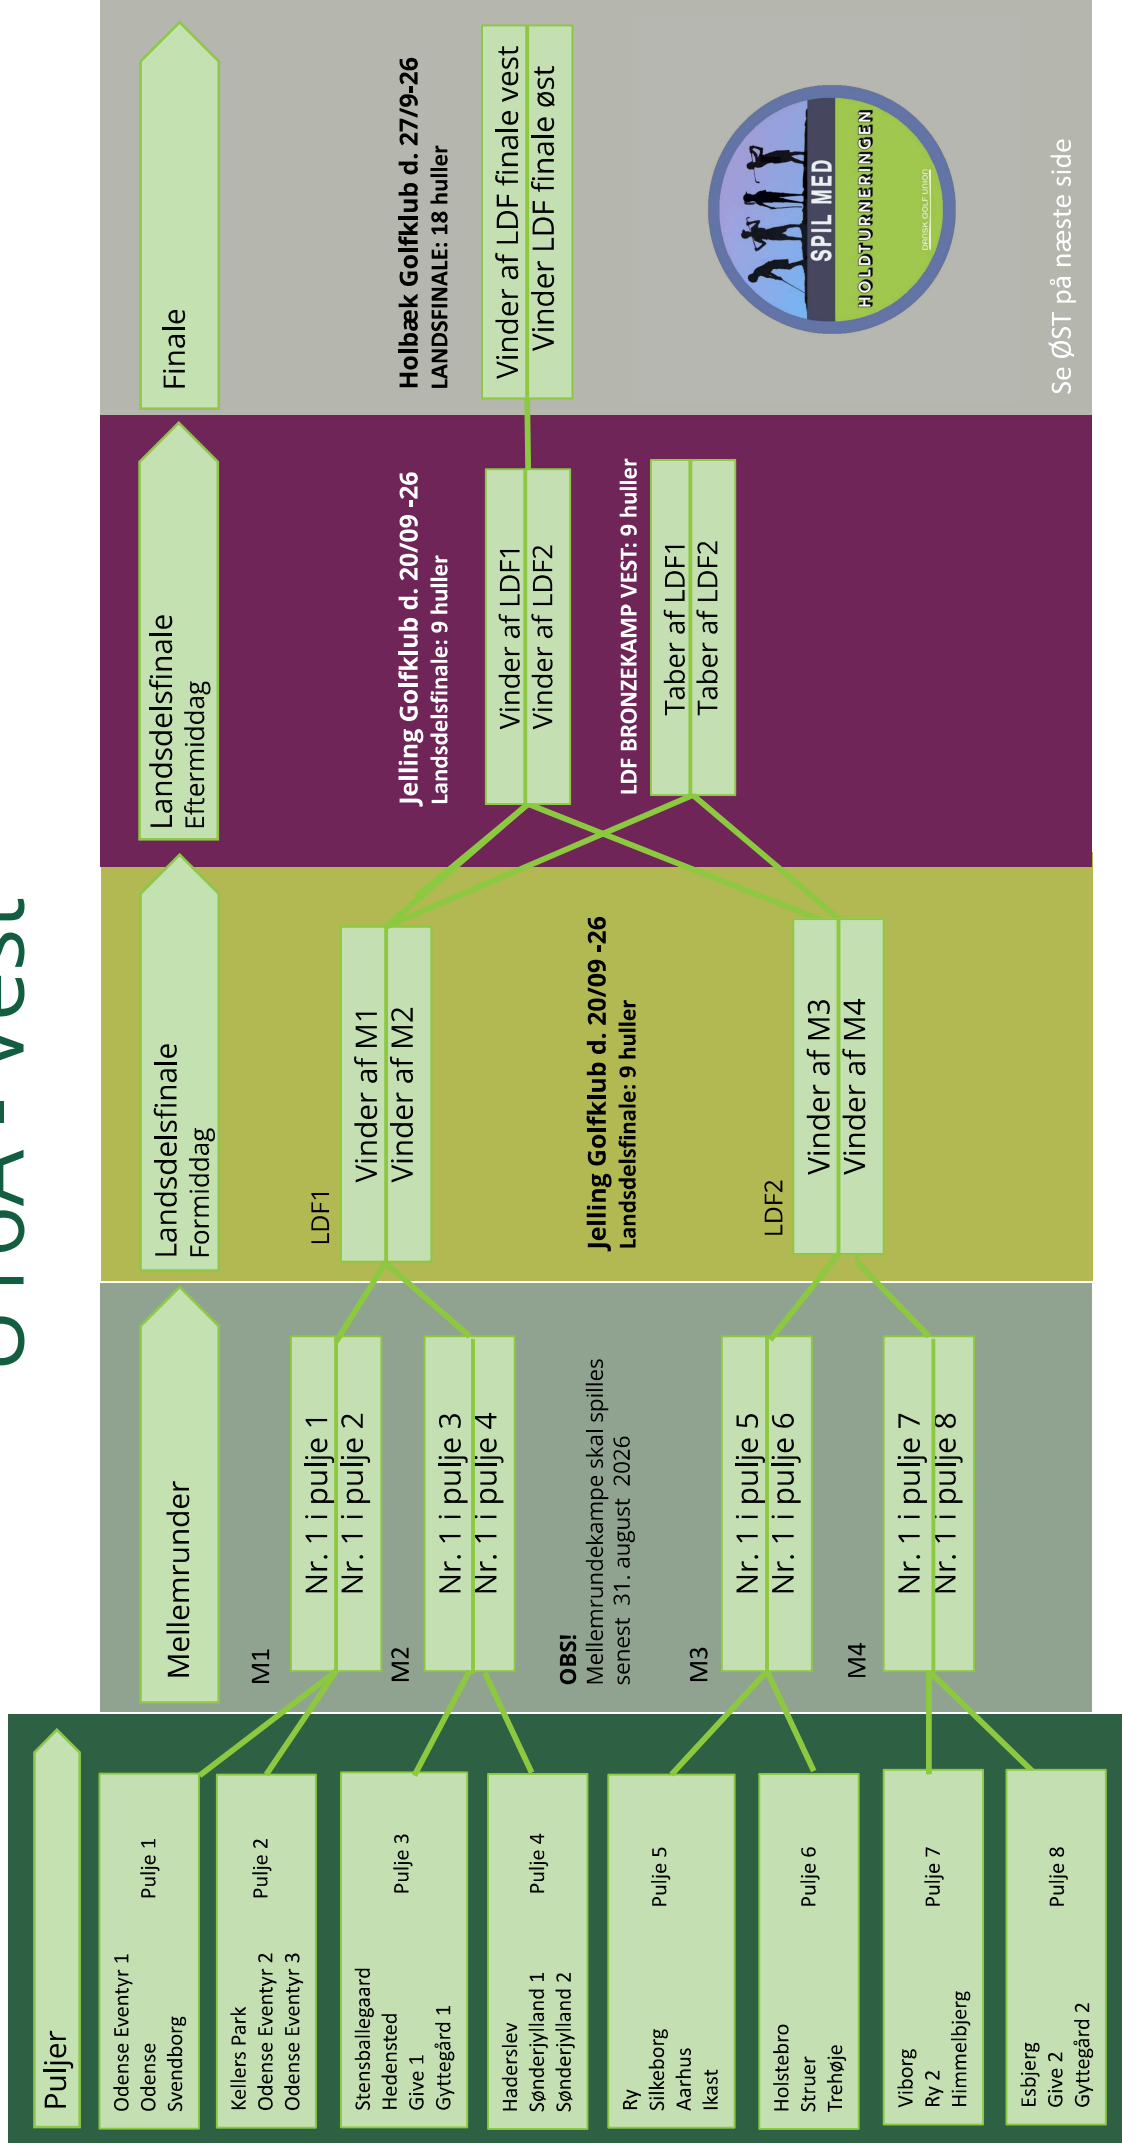 - Vest
Puljer
Odense Eventyr 1
Odense
Svendborg
Pulje 1
Kellers Park
Odense Eventyr 2
Odense Eventyr 3
Pulje 2
Stensballegaard
Hedensted
Give 1
Gyttegård 1
Pulje 3
Haderslev
Sønderjylland 1
Sønderjylland 2
Pulje 4
Ry
Silkeborg
Aarhus
Ikast
Pulje 5
Holstebro
Struer
Trehøje
Pulje 6
Viborg
Ry 2
Himmelbjerg
Pulje 7
Esbjerg
Give 2
Gyttegård 2
Pulje 8
Mellemrunder
M1
Nr. 1 i pulje 1
Nr. 1 i pulje 2
M2
Nr. 1 i pulje 3
Nr. 1 i pulje 4
OBS!
Mellemrundekampe skal spilles
senest 31. august 2026
M3
Nr. 1 i pulje 5
Nr. 1 i pulje 6
M4
Nr. 1 i pulje 7
Nr. 1 i pulje 8
Landsdelsfinale
Formiddag
LDF1
Vinder af M1
Vinder af M2
Jelling Golfklub d. 20/09 -26
Landsdelsfinale: 9 huller
LDF2
Vinder af M3
Vinder af M4
Landsdelsfinale
Eftermiddag
Jelling Golfklub d. 20/09 -26
Landsdelsfinale: 9 huller
Vinder af LDF1
Vinder af LDF2
LDF BRONZEKAMP VEST: 9 huller
Taber af LDF1
Taber af LDF2
Finale
Holbæk Golfklub d. 27/9-26
LANDSFINALE: 18 huller
Vinder af LDF finale vest
Vinder LDF finale øst
SPIL MED
HOLDTURNERINGEN
DANSK GOLF UNION
Se ØST på næste side